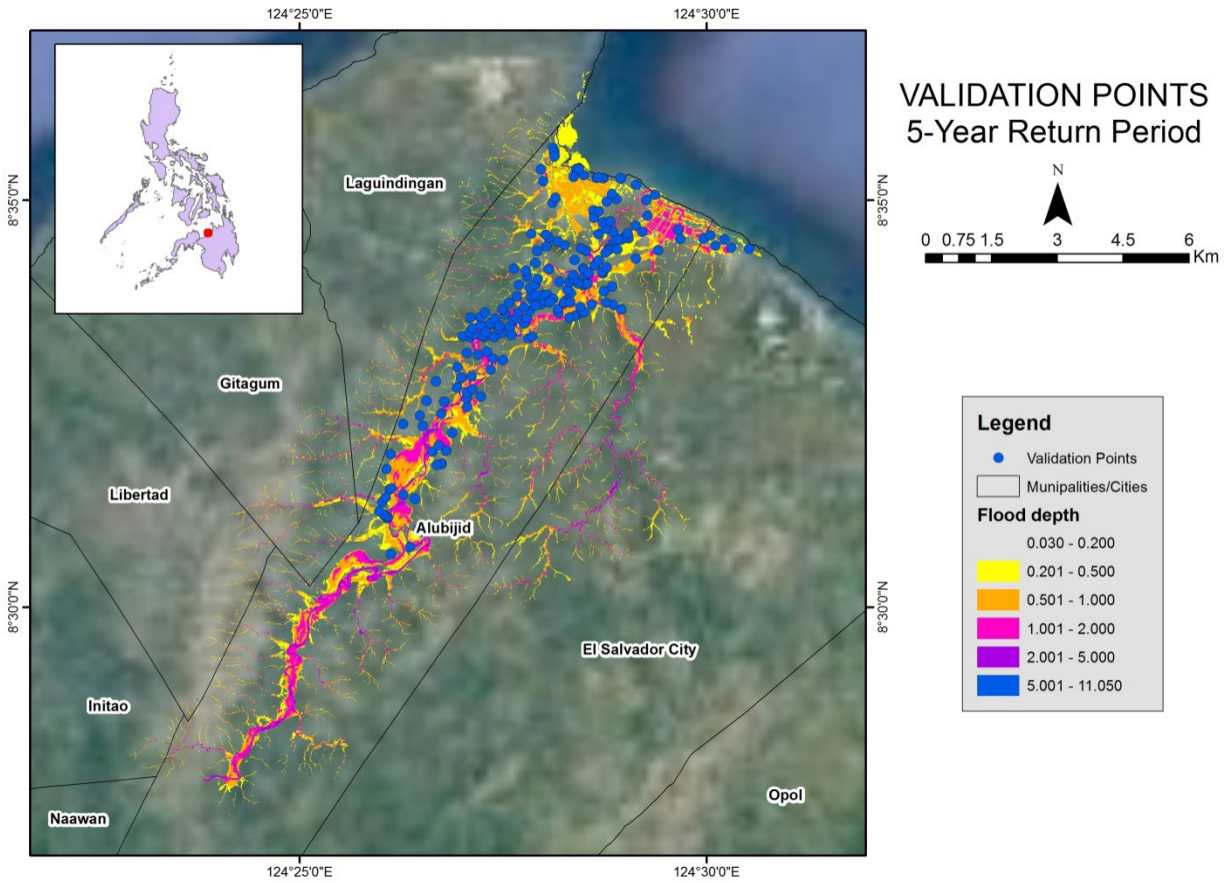 124°25'0"E
124°30'0"E
VALIDATION POINTS
5-Year Return Period
N
0 0.75 1.5 3 4.5 6
Km
8°35'0"N
8°35'0"N
Laguindingan
Gitagum
Libertad
Alubijid
8°30'0"N
8°30'0"N
El Salvador City
Initao
Opol
Naawan
Legend
Validation Points
Munipalities/Cities
Flood depth
0.030 - 0.200
0.201 - 0.500
0.501 - 1.000
1.001 - 2.000
2.001 - 5.000
5.001 - 11.050
124°25'0"E
124°30'0"E